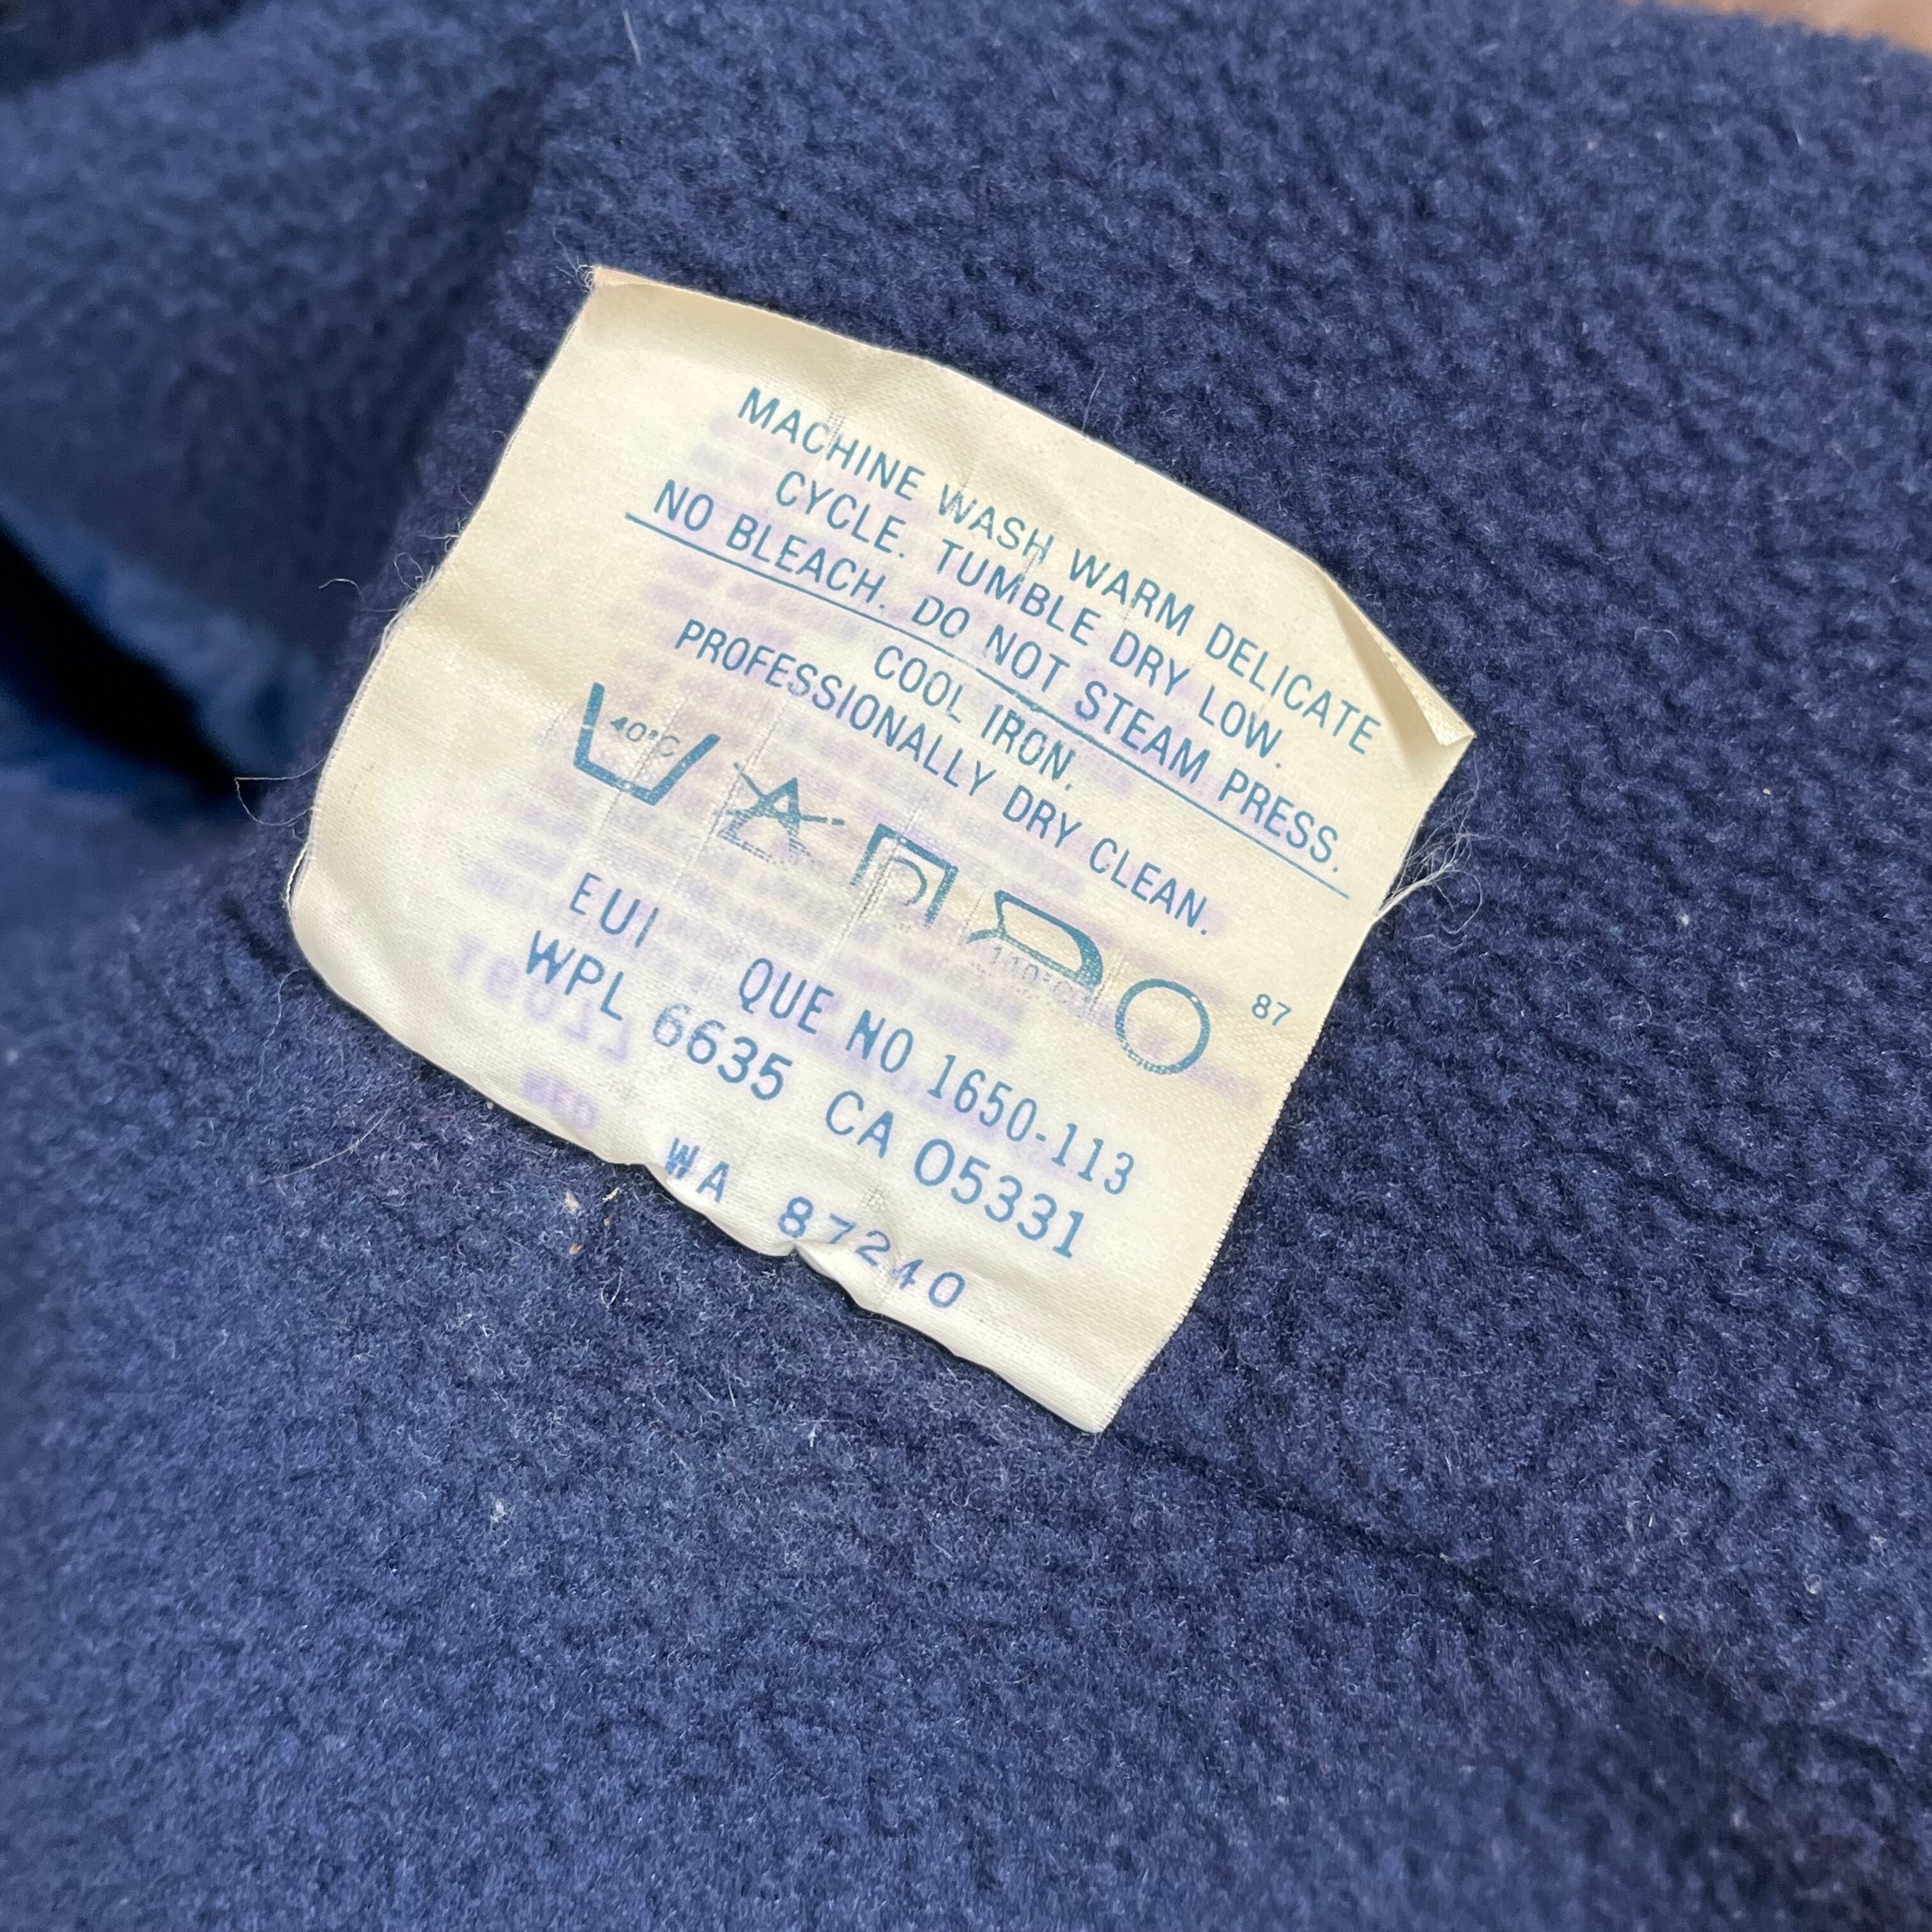 MACHINE WASH WARM DELICATE
CYCLE. TUMBLE DRY LOW.
NO BLEACH. DO NOT STEAM PRESS.
COOL IRON.
PROFESSIONALLY DRY CLEAN.
40°C
110°C
87
EUI QUE NO 1650-113
WPL 6635 CA 05331
WA 87240